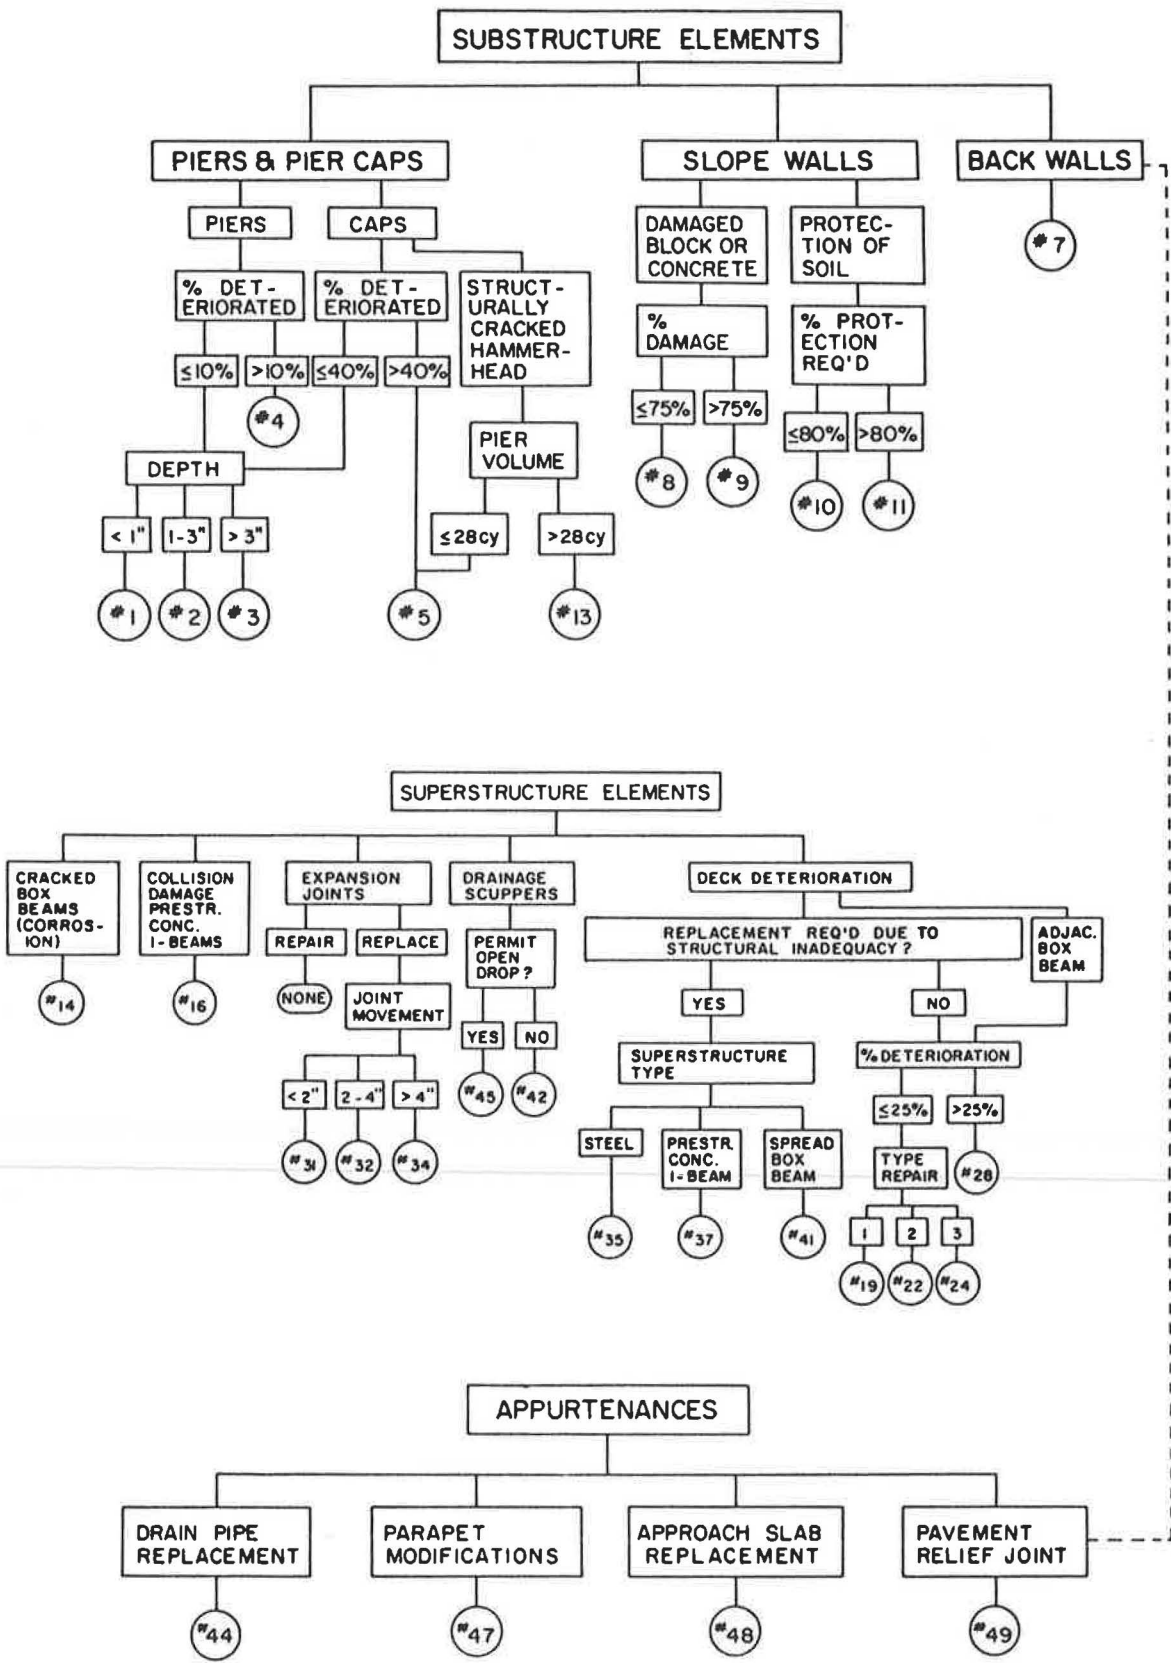 SUBSTRUCTURE ELEMENTS
PIERS & PIER CAPS
SLOPE WALLS
BACK WALLS
PIERS
CAPS
DAMAGED
BLOCK OR
CONCRETE
PROTEC-
TION OF
SOIL
#7
% DET-
ERIORATED
% DET-
ERIORATED
STRUCT-
URALLY
CRACKED
HAMMER-
HEAD
%
DAMAGE
% PROT-
ECTION
REQ'D
≤10%
>10%
≤40%
>40%
≤75%
>75%
≤80%
>80%
#4
DEPTH
PIER
VOLUME
#8
#9
#10
#11
< 1"
1-3"
> 3"
≤28cy
>28cy
#1
#2
#3
#5
#13
SUPERSTRUCTURE ELEMENTS
CRACKED
BOX
BEAMS
(CORROS-
ION)
COLLISION
DAMAGE
PRESTR.
CONC.
I-BEAMS
EXPANSION
JOINTS
DRAINAGE
SCUPPERS
DECK DETERIORATION
REPAIR
REPLACE
PERMIT
OPEN
DROP?
REPLACEMENT REQ'D DUE TO
STRUCTURAL INADEQUACY?
ADJAC.
BOX
BEAM
#14
#16
NONE
JOINT
MOVEMENT
YES
NO
YES
NO
SUPERSTRUCTURE
TYPE
% DETERIORATION
< 2"
2-4"
> 4"
#45
#42
≤25%
>25%
#31
#32
#34
STEEL
PRESTR.
CONC.
I-BEAM
SPREAD
BOX
BEAM
TYPE
REPAIR
#28
#35
#37
#41
1
2
3
#19
#22
#24
APPURTENANCES
DRAIN PIPE
REPLACEMENT
PARAPET
MODIFICATIONS
APPROACH SLAB
REPLACEMENT
PAVEMENT
RELIEF JOINT
#44
#47
#48
#49